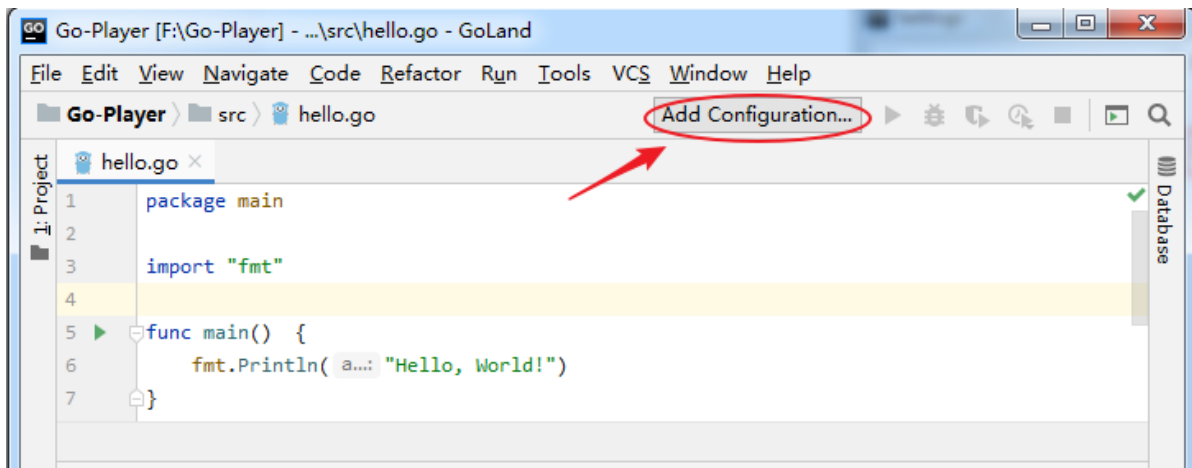 GO Go-Player [F:\Go-Player] - ...\src\hello.go - GoLand
File Edit View Navigate Code Refactor Run Tools VCS Window Help
Go-Player src hello.go Add Configuration...
1: Project
hello.go
1 package main
2
3 import "fmt"
4
5 func main() {
6 fmt.Println( a...: "Hello, World!")
7 }
Database